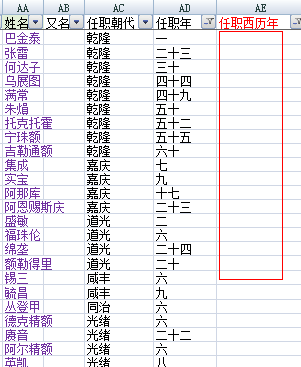 AA AB AC AD AE
姓名 又名 任职朝代 任职年 任职西历年
巴金泰 乾隆 一
张雷 乾隆 二十三
何达子 乾隆 三十
乌展图 乾隆 四十四
满常 乾隆 四十九
朱焆 乾隆 五十
托克托霍 乾隆 五十二
宁珠额 乾隆 五十五
吉勒通额 乾隆 六十
集成 嘉庆 七
实宝 嘉庆 九
阿那库 嘉庆 十七
阿恩赐斯庆 嘉庆 二十三
盛敏 道光 二
福珠伦 道光 六
绵垄 道光 二十四
额勒得里 道光 二十
锡三 咸丰 六
毓昌 咸丰 九
丛登甲 同治 六
德克精额 光绪 六
赓音 光绪 二十二
阿尔精额 光绪 六
英凯 光绪 八